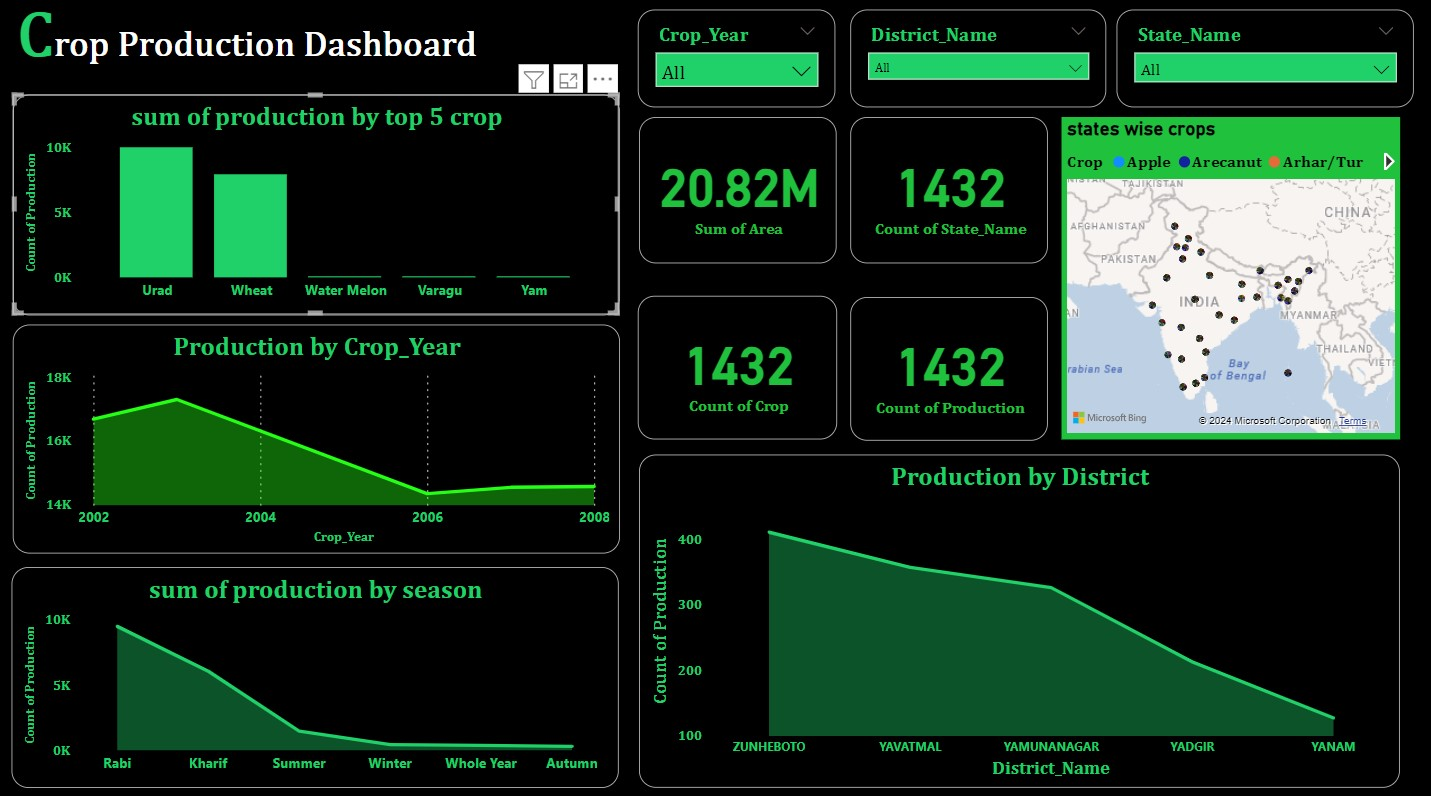 Crop Production Dashboard
Crop_Year
All
District_Name
All
State_Name
All
sum of production by top 5 crop
Count of Production
10K
5K
0K
Urad Wheat Water Melon Varagu Yam
20.82M
Sum of Area
1432
Count of State_Name
1432
Count of Crop
1432
Count of Production
states wise crops
Crop Apple Arecanut Arhar/Tur
TAJIKISTAN
CHINA
AFGHANISTAN
PAKISTAN
INDIA
MYANMAR
THAILAND
VIET
rabian Sea
Bay
of Bengal
Microsoft Bing
© 2024 Microsoft Corporation Terms
Production by Crop_Year
Count of Production
18K
16K
14K
2002 2004 2006 2008
Crop_Year
sum of production by season
Count of Production
10K
5K
0K
Rabi Kharif Summer Winter Whole Year Autumn
Production by District
Count of Production
400
300
200
100
ZUNHEBOTO YAVATMAL YAMUNANAGAR YADGIR YANAM
District_Name